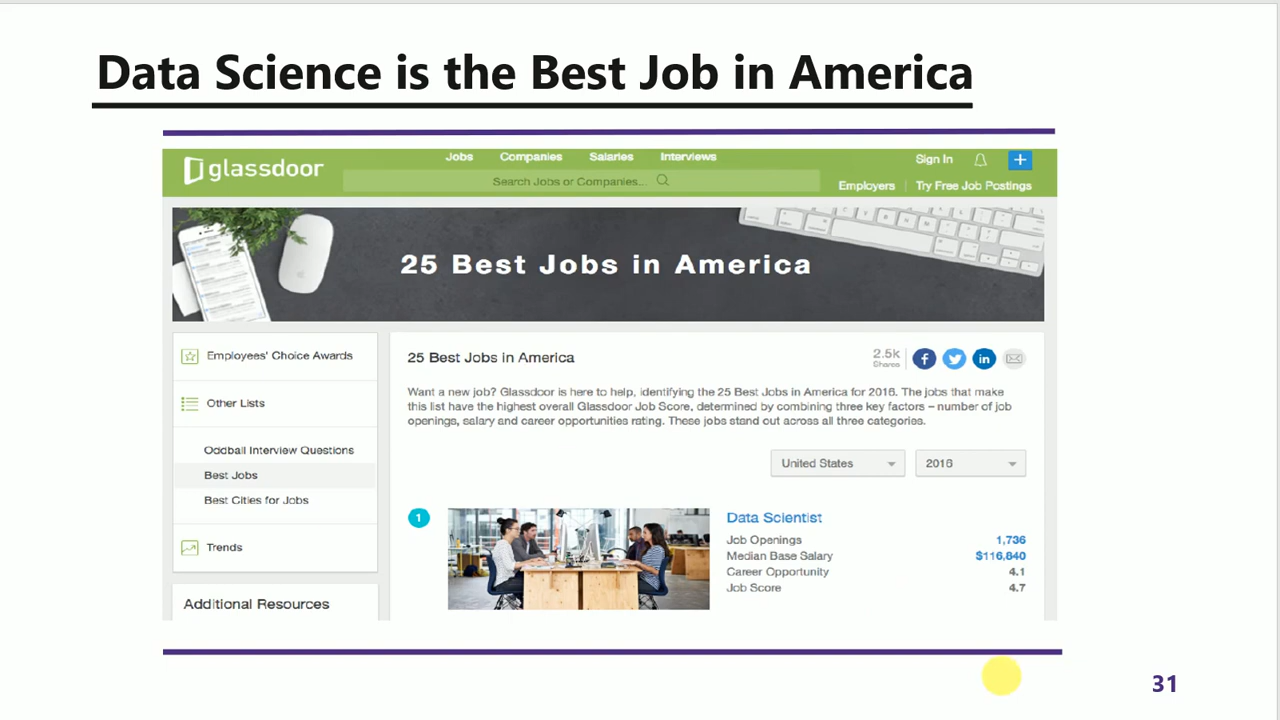 Data Science is the Best Job in America
glassdoor
Jobs Companies Salaries Interviews
Sign In
Search Jobs or Companies...
Employers Try Free Job Postings
25 Best Jobs in America
Employees' Choice Awards
Other Lists
Oddball Interview Questions
Best Jobs
Best Cities for Jobs
Trends
Additional Resources
25 Best Jobs in America
2.5k
Shares
Want a new job? Glassdoor is here to help, identifying the 25 Best Jobs in America for 2016. The jobs that make
this list have the highest overall Glassdoor Job Score, determined by combining three key factors – number of job
openings, salary and career opportunities rating. These jobs stand out across all three categories.
United States 2016
1
Data Scientist
Job Openings 1,736
Median Base Salary $116,840
Career Opportunity 4.1
Job Score 4.7
31